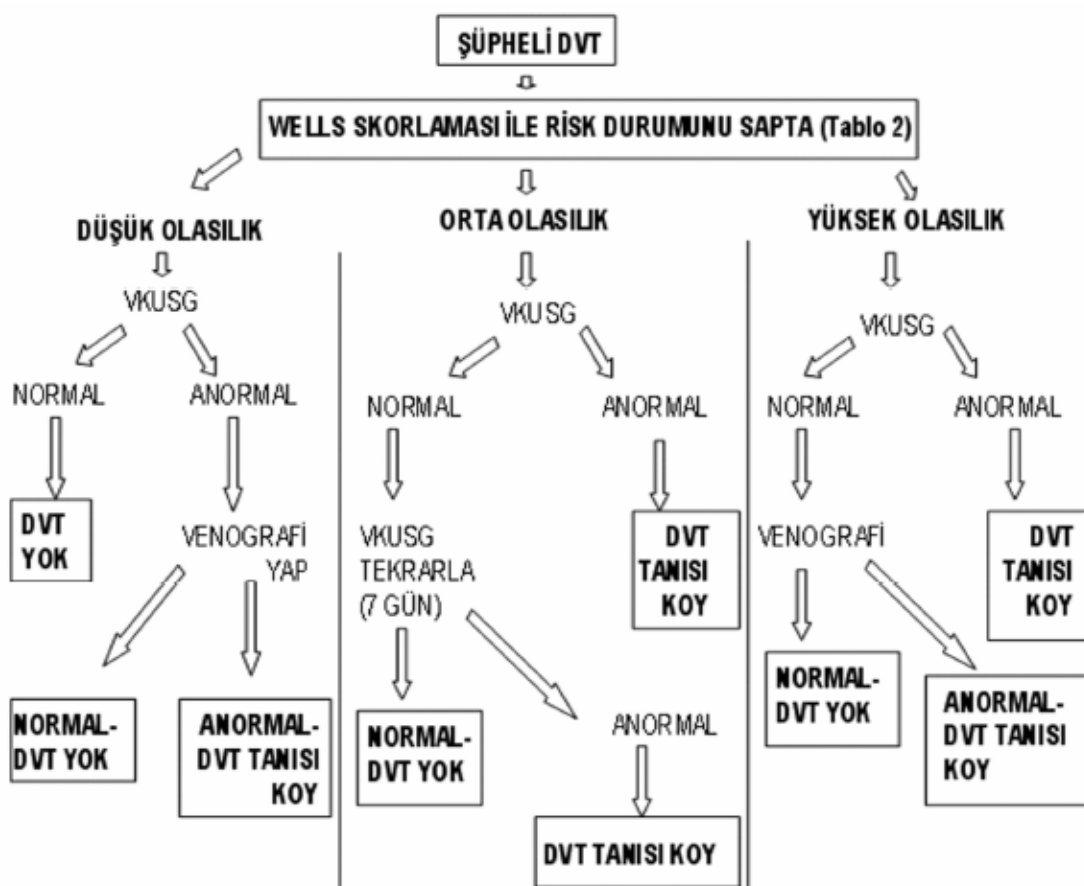 ŞÜPHELİ DVT
WELLS SKORLAMASI İLE RİSK DURUMUNU SAPTA (Tablo 2)
DÜŞÜK OLASILIK
VKUSG
NORMAL
ANORMAL
DVT
YOK
VENOGRAFİ
YAP
NORMAL-
DVT YOK
ANORMAL-
DVT TANISI
KOY
ORTA OLASILIK
VKUSG
NORMAL
ANORMAL
VKUSG
TEKRARLA
(7 GÜN)
DVT
TANISI
KOY
NORMAL-
DVT YOK
ANORMAL
DVT TANISI KOY
YÜKSEK OLASILIK
VKUSG
NORMAL
ANORMAL
VENOGRAFİ
DVT
TANISI
KOY
NORMAL-
DVT YOK
ANORMAL-
DVT TANISI
KOY